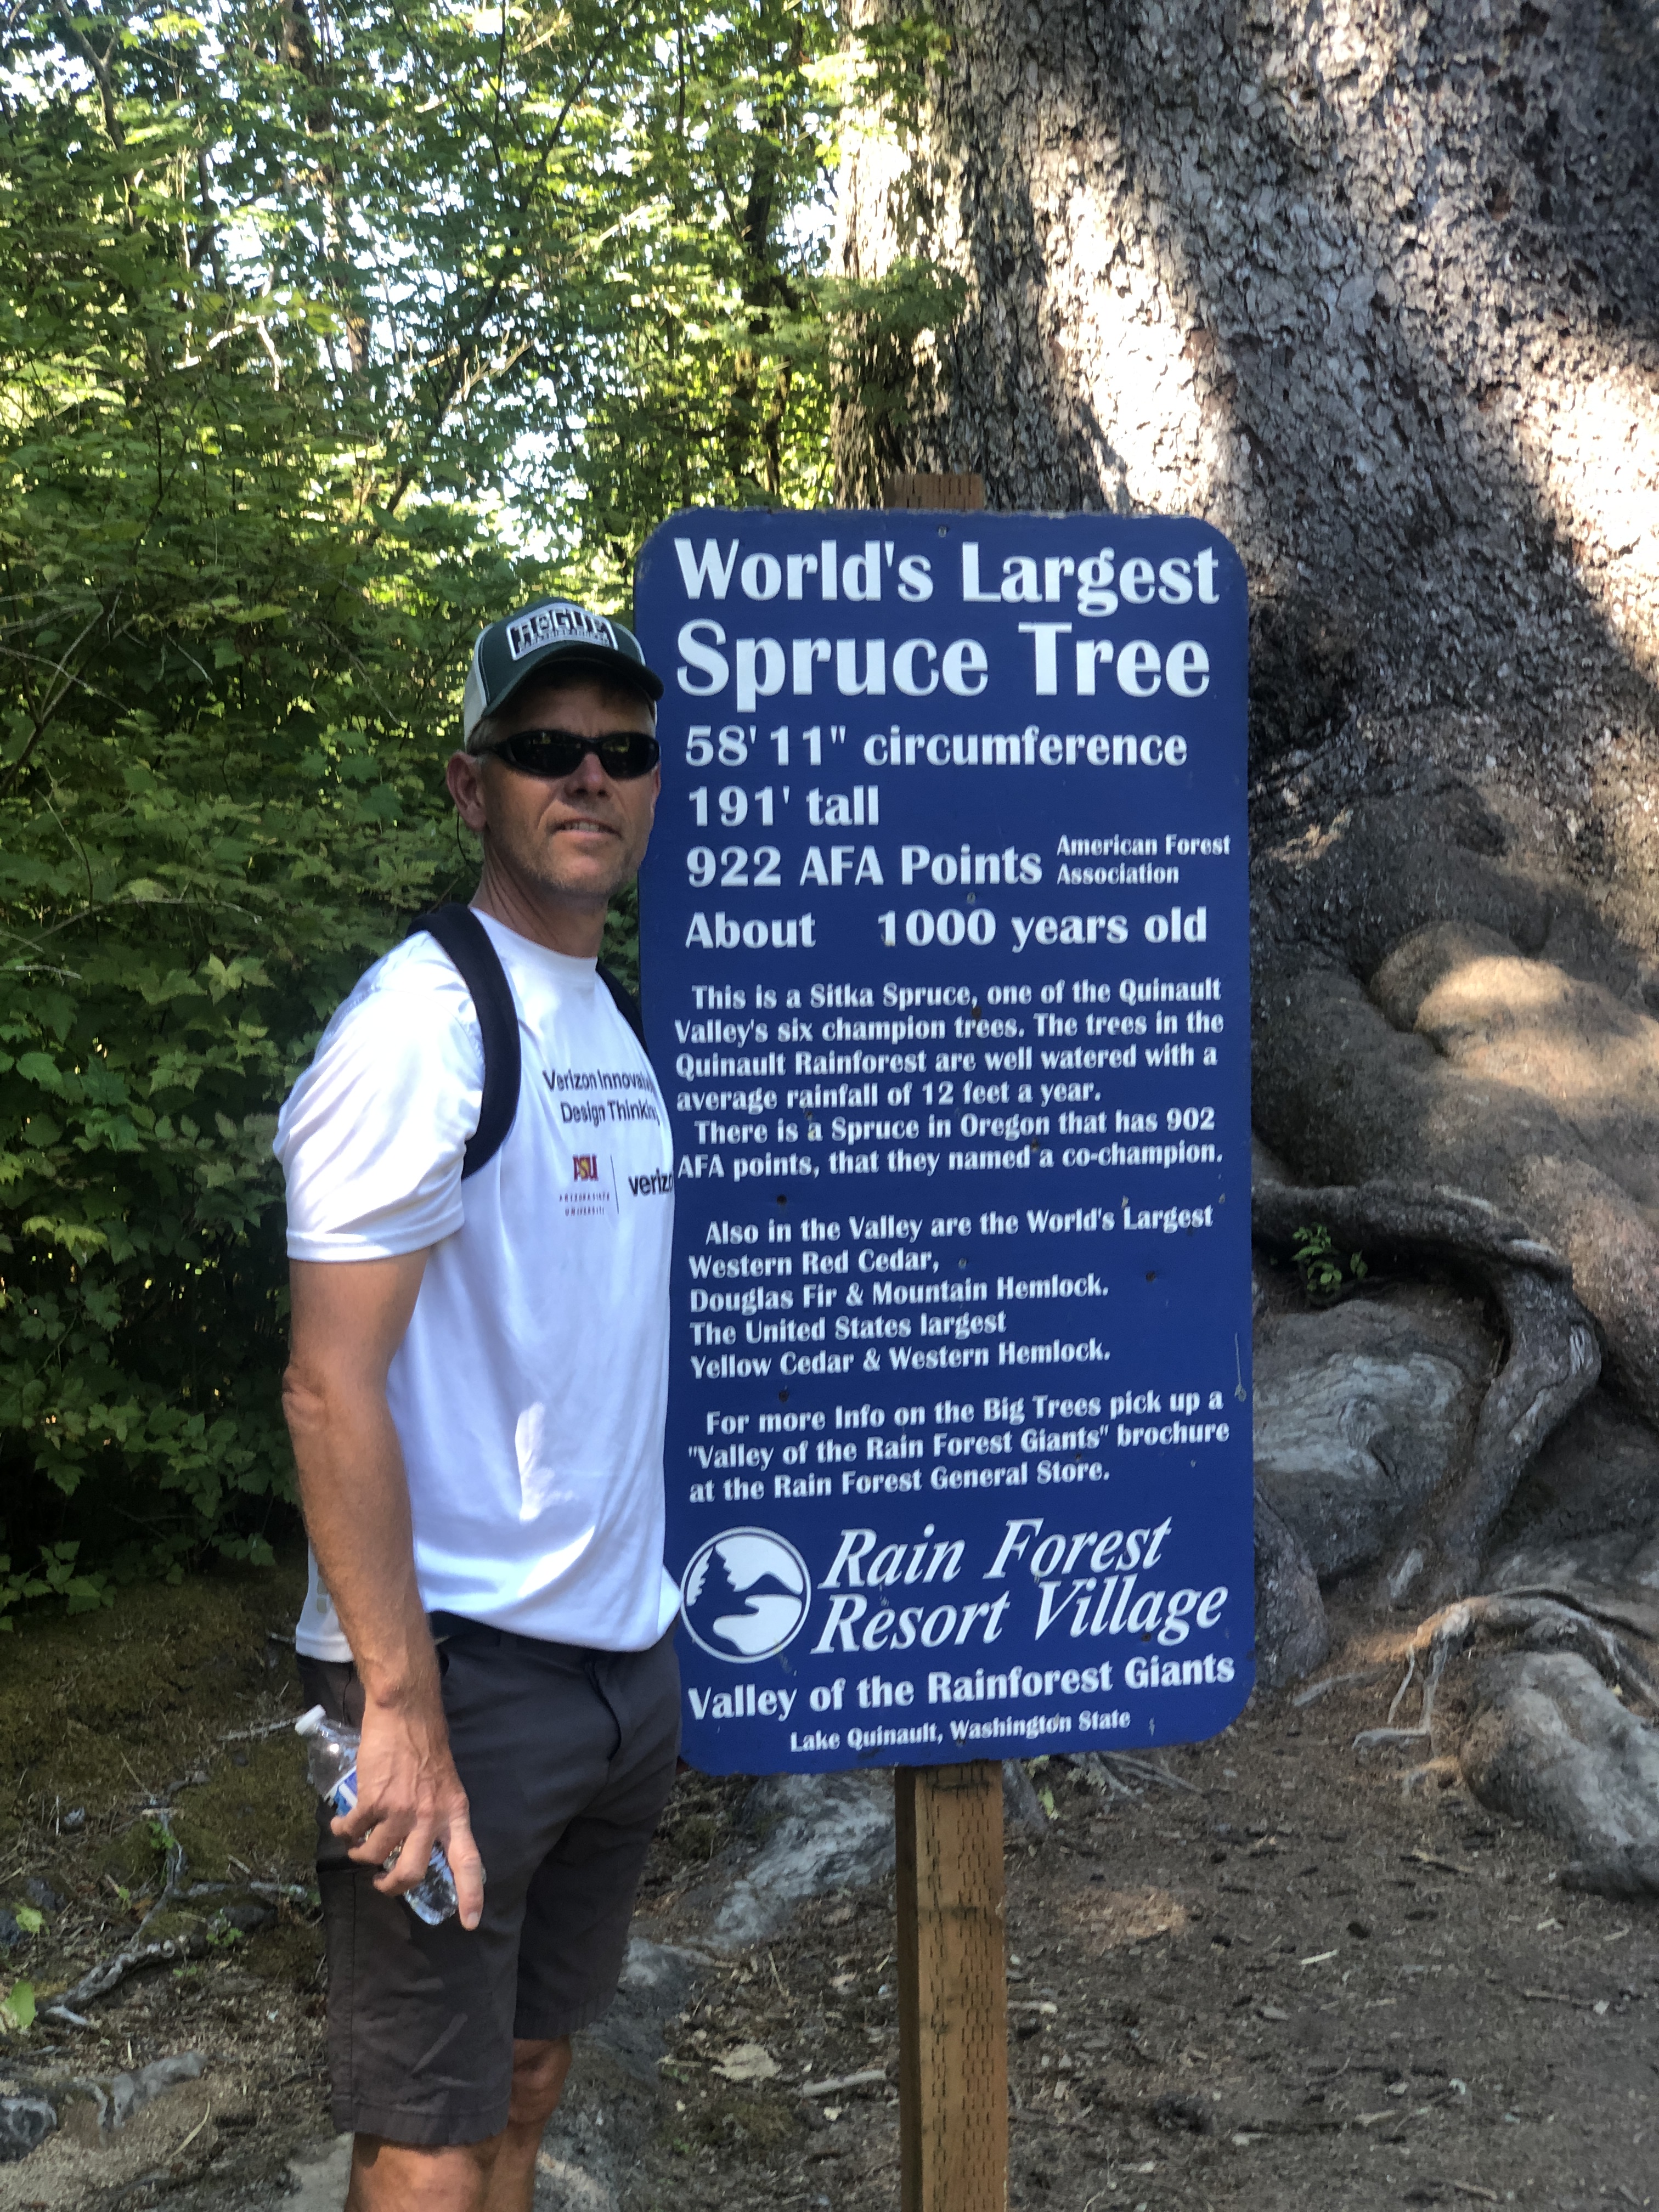 ROGUE
World's Largest
Spruce Tree
58' 11" circumference
191' tall
922 AFA Points American Forest
Association
About 1000 years old
This is a Sitka Spruce, one of the Quinault
Valley's six champion trees. The trees in the
Quinault Rainforest are well watered with a
average rainfall of 12 feet a year.
There is a Spruce in Oregon that has 902
AFA points, that they named a co-champion.
Also in the Valley are the World's Largest
Western Red Cedar,
Douglas Fir & Mountain Hemlock.
The United States largest
Yellow Cedar & Western Hemlock.
For more Info on the Big Trees pick up a
"Valley of the Rain Forest Giants" brochure
at the Rain Forest General Store.
Rain Forest
Resort Village
Valley of the Rainforest Giants
Lake Quinault, Washington State
Verizon
Design
ASU